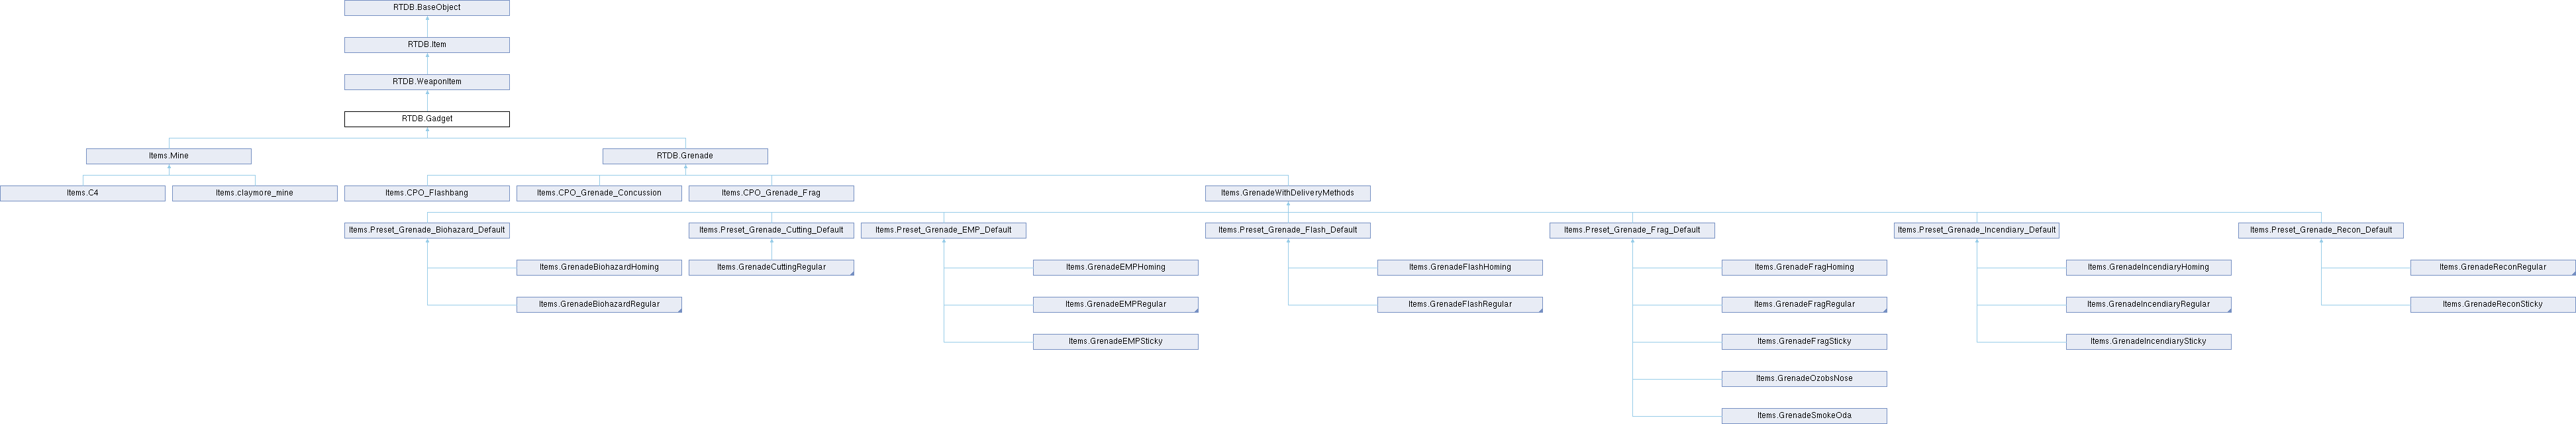 RTDB.BaseObject
RTDB.Item
RTDB.WeaponItem
RTDB.Gadget
Items.Mine
RTDB.Grenade
Items.C4
Items.claymore_mine
Items.CPO_Flashbang
Items.CPO_Grenade_Concussion
Items.CPO_Grenade_Frag
Items.GrenadeWithDeliveryMethods
Items.Preset_Grenade_Biohazard_Default
Items.Preset_Grenade_Cutting_Default
Items.Preset_Grenade_EMP_Default
Items.Preset_Grenade_Flash_Default
Items.Preset_Grenade_Frag_Default
Items.Preset_Grenade_Incendiary_Default
Items.Preset_Grenade_Recon_Default
Items.GrenadeBiohazardHoming
Items.GrenadeCuttingRegular
Items.GrenadeEMPHoming
Items.GrenadeFlashHoming
Items.GrenadeFragHoming
Items.GrenadeIncendiaryHoming
Items.GrenadeReconRegular
Items.GrenadeBiohazardRegular
Items.GrenadeEMPRegular
Items.GrenadeFlashRegular
Items.GrenadeFragRegular
Items.GrenadeIncendiaryRegular
Items.GrenadeReconSticky
Items.GrenadeEMPSticky
Items.GrenadeFragSticky
Items.GrenadeIncendiarySticky
Items.GrenadeOzobsNose
Items.GrenadeSmokeOda